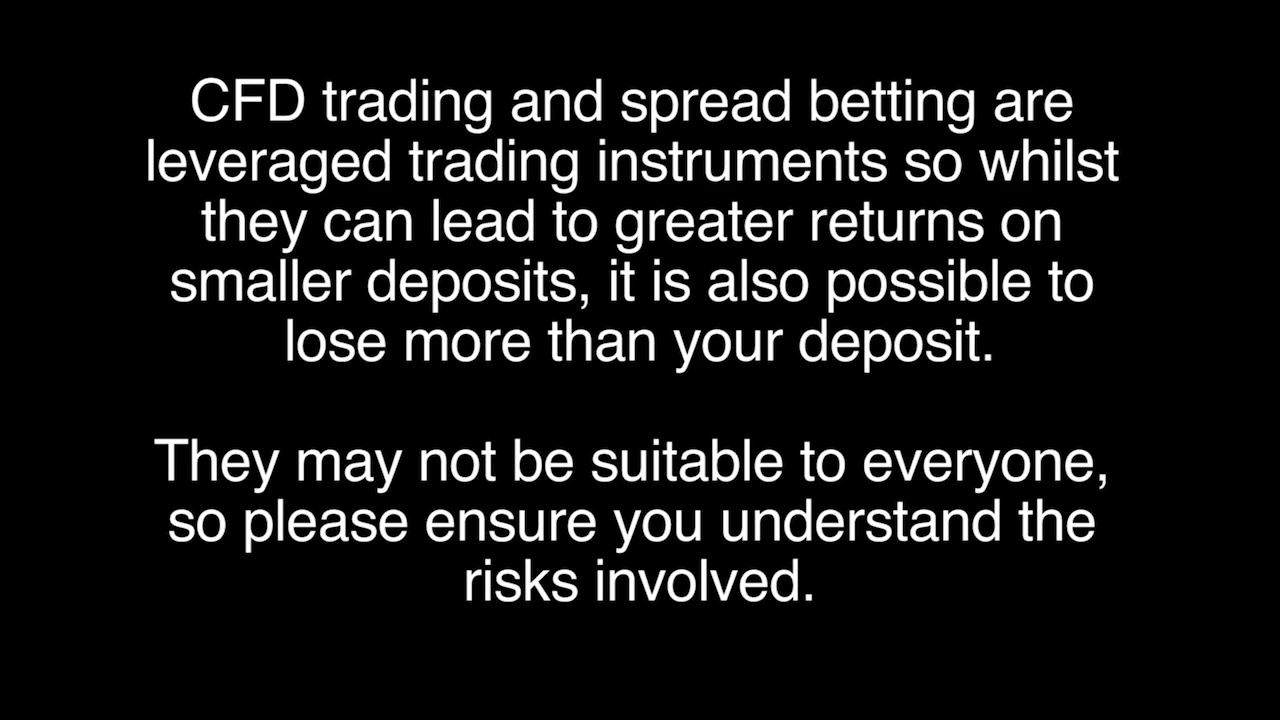 CFD trading and spread betting are
leveraged trading instruments so whilst
they can lead to greater returns on
smaller deposits, it is also possible to
lose more than your deposit.
They may not be suitable to everyone,
so please ensure you understand the
risks involved.